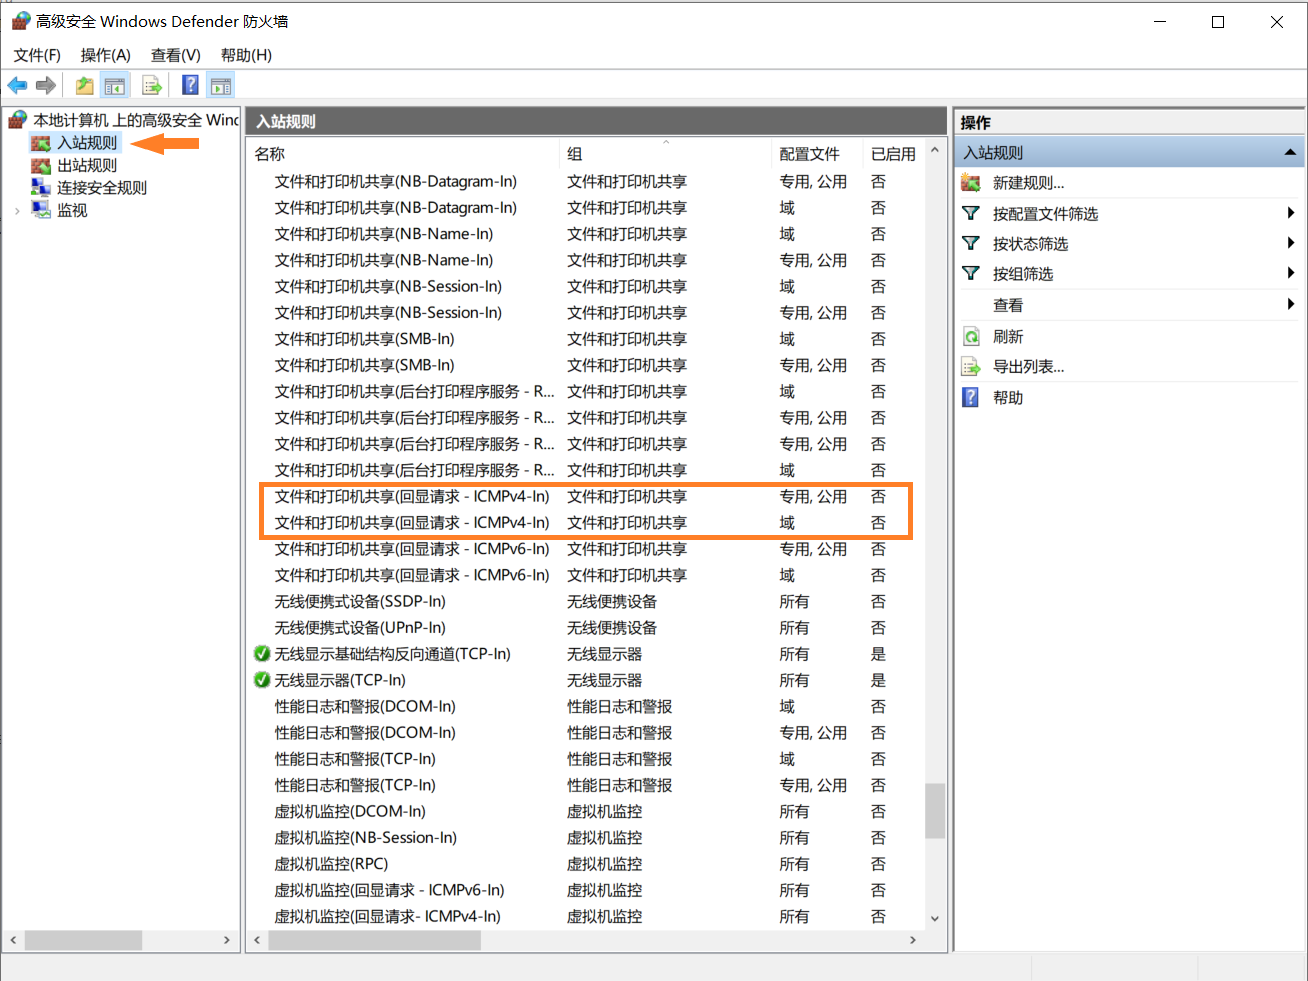 高级安全 Windows Defender 防火墙
文件(F) 操作(A) 查看(V) 帮助(H)
本地计算机 上的高级安全 Wind
入站规则
出站规则
连接安全规则
监视
入站规则
名称 组 配置文件 已启用
文件和打印机共享(NB-Datagram-In) 文件和打印机共享 专用, 公用 否
文件和打印机共享(NB-Datagram-In) 文件和打印机共享 域 否
文件和打印机共享(NB-Name-In) 文件和打印机共享 域 否
文件和打印机共享(NB-Name-In) 文件和打印机共享 专用, 公用 否
文件和打印机共享(NB-Session-In) 文件和打印机共享 域 否
文件和打印机共享(NB-Session-In) 文件和打印机共享 专用, 公用 否
文件和打印机共享(SMB-In) 文件和打印机共享 域 否
文件和打印机共享(SMB-In) 文件和打印机共享 专用, 公用 否
文件和打印机共享(后台打印程序服务 - R... 文件和打印机共享 域 否
文件和打印机共享(后台打印程序服务 - R... 文件和打印机共享 专用, 公用 否
文件和打印机共享(后台打印程序服务 - R... 文件和打印机共享 专用, 公用 否
文件和打印机共享(后台打印程序服务 - R... 文件和打印机共享 域 否
文件和打印机共享(回显请求 - ICMPv4-In) 文件和打印机共享 专用, 公用 否
文件和打印机共享(回显请求 - ICMPv4-In) 文件和打印机共享 域 否
文件和打印机共享(回显请求 - ICMPv6-In) 文件和打印机共享 专用, 公用 否
文件和打印机共享(回显请求 - ICMPv6-In) 文件和打印机共享 域 否
无线便携式设备(SSDP-In) 无线便携设备 所有 否
无线便携式设备(UPnP-In) 无线便携设备 所有 否
无线显示基础结构反向通道(TCP-In) 无线显示器 所有 是
无线显示器(TCP-In) 无线显示器 所有 是
性能日志和警报(DCOM-In) 性能日志和警报 域 否
性能日志和警报(DCOM-In) 性能日志和警报 专用, 公用 否
性能日志和警报(TCP-In) 性能日志和警报 域 否
性能日志和警报(TCP-In) 性能日志和警报 专用, 公用 否
虚拟机监控(DCOM-In) 虚拟机监控 所有 否
虚拟机监控(NB-Session-In) 虚拟机监控 所有 否
虚拟机监控(RPC) 虚拟机监控 所有 否
虚拟机监控(回显请求 - ICMPv6-In) 虚拟机监控 所有 否
虚拟机监控(回显请求- ICMPv4-In) 虚拟机监控 所有 否
操作
入站规则
新建规则...
按配置文件筛选
按状态筛选
按组筛选
查看
刷新
导出列表...
帮助